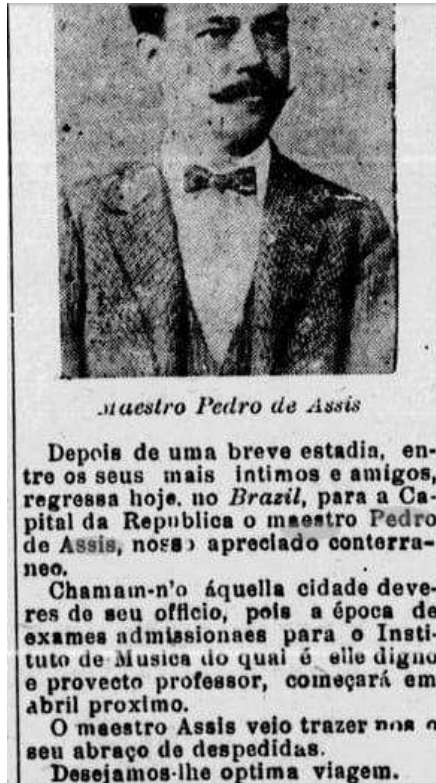 Maestro Pedro de Assis
Depois de uma breve estadia, en-
tre os seus mais intimos e amigos,
regressa hoje. no Brazil, para a Ca-
pital da Republica o maestro Pedro
de Assis, nosso apreciado conterra-
neo.
Chamam-n'o áquella cidade deve-
res de seu officio, pois a época de
exames admissionaes para o Insti-
tuto de Musica do qual é elle digno
e provecto professor, começará em
abril proximo.
O maestro Assis veio trazer nos o
seu abraço de despedidas.
Desejamos-lhe optima viagem.